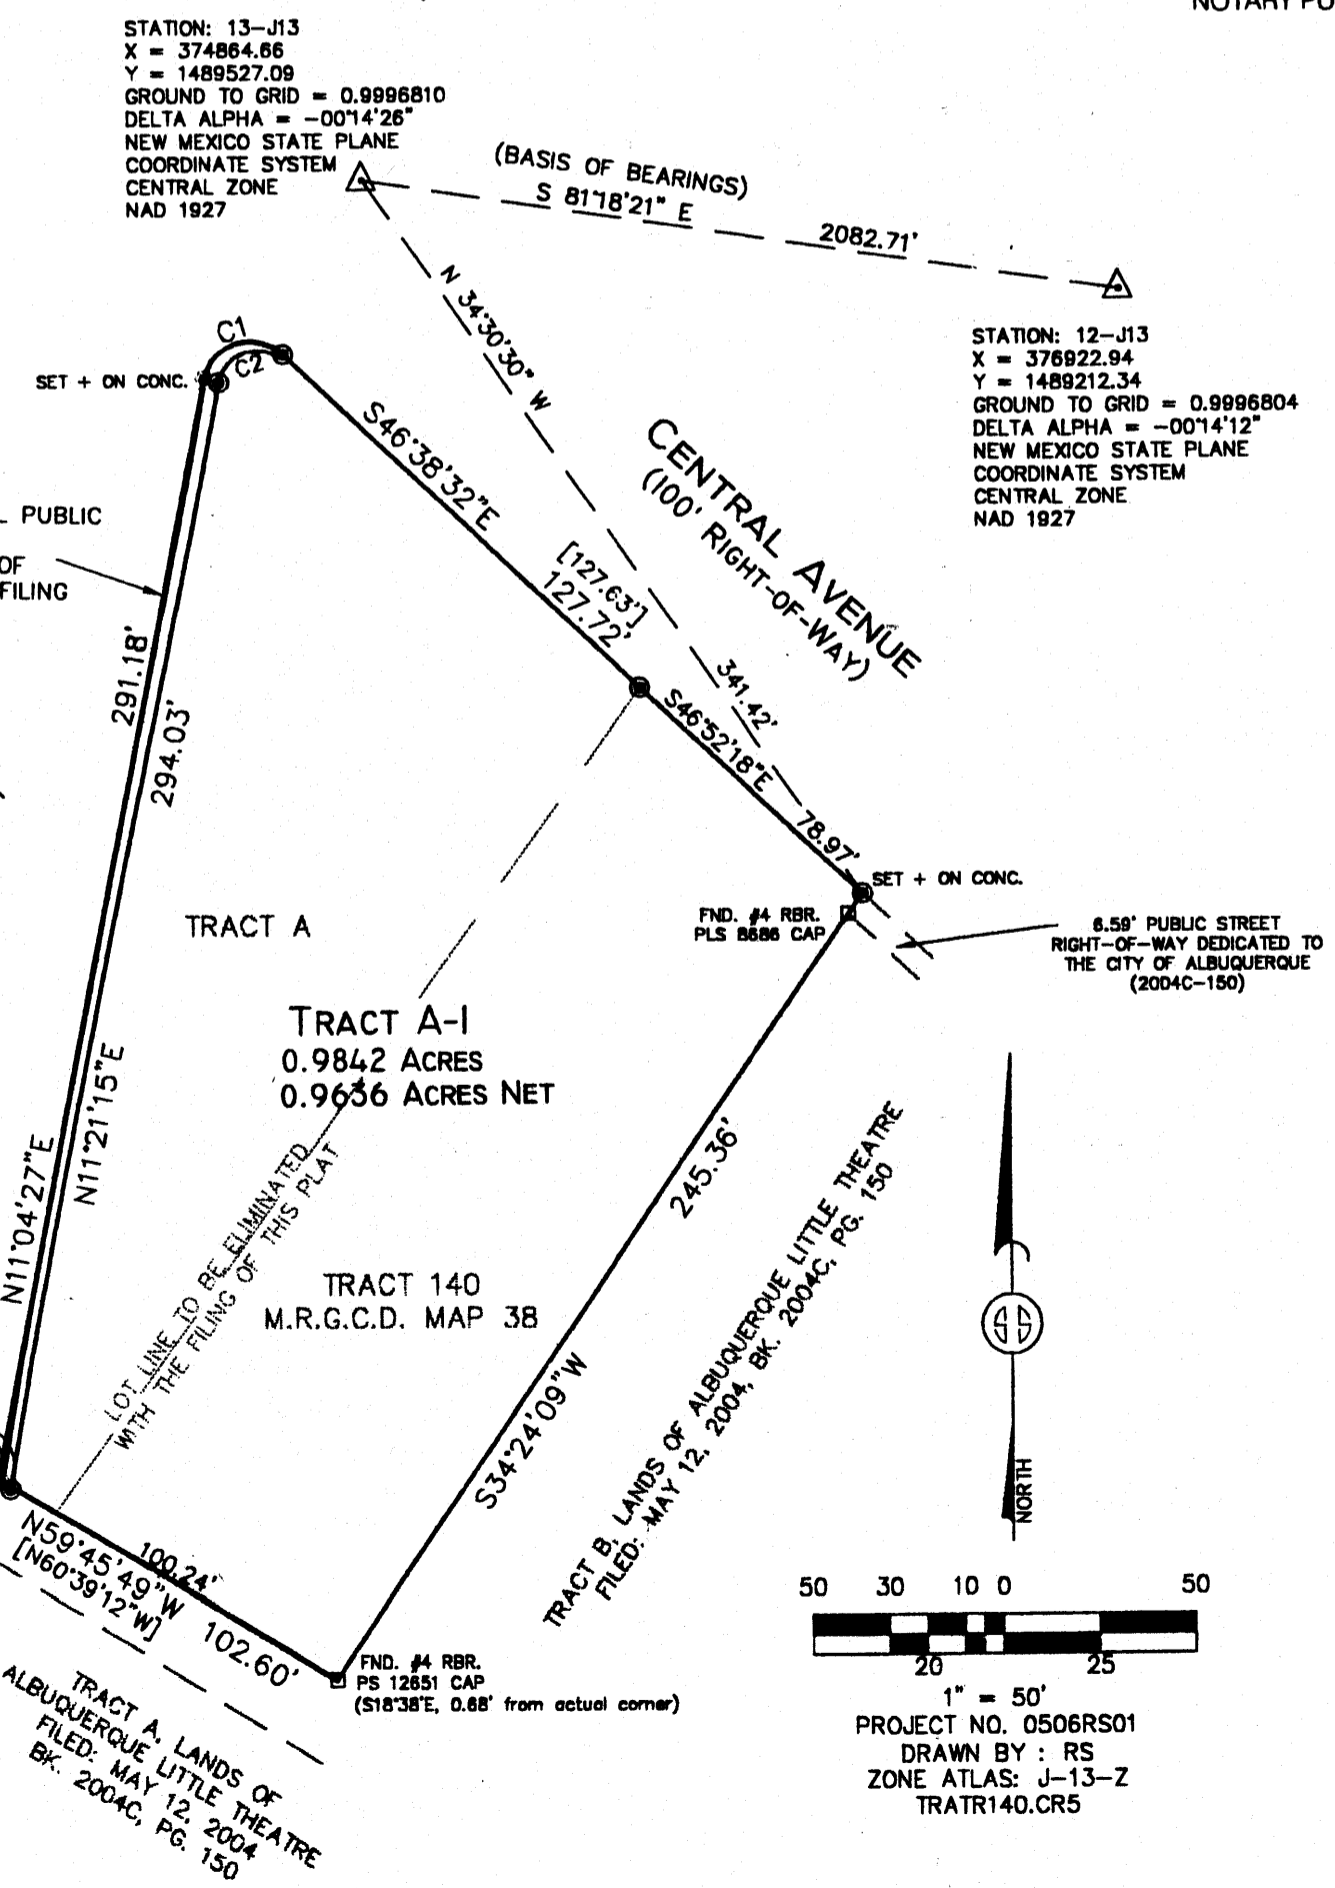 NOTARY PU
STATION: 13-J13
X = 374864.66
Y = 1489527.09
GROUND TO GRID = 0.9996810
DELTA ALPHA = -00°14'26"
NEW MEXICO STATE PLANE
COORDINATE SYSTEM
CENTRAL ZONE
NAD 1927
(BASIS OF BEARINGS)
S 81°18'21" E
2082.71'
STATION: 12-J13
X = 376922.94
Y = 1489212.34
GROUND TO GRID = 0.9996804
DELTA ALPHA = -00°14'12"
NEW MEXICO STATE PLANE
COORDINATE SYSTEM
CENTRAL ZONE
NAD 1927
N 34°30'30" W
341.42'
C1
C2
SET + ON CONC.
S46°38'32"E
[127.63']
127.72'
CENTRAL AVENUE
(100' RIGHT-OF-WAY)
PUBLIC
OF
FILING
291.18'
294.03'
S46°52'18"E
78.97'
SET + ON CONC.
FND. #4 RBR.
PLS 8686 CAP
6.59' PUBLIC STREET
RIGHT-OF-WAY DEDICATED TO
THE CITY OF ALBUQUERQUE
(2004C-150)
TRACT A
TRACT A-1
0.9842 ACRES
0.9636 ACRES NET
N11°04'27"E
N11°21'15"E
LOT LINE TO BE ELIMINATED
WITH THE FILING OF THIS PLAT
TRACT 140
M.R.G.C.D. MAP 38
245.36'
S34°24'09"W
TRACT B, LANDS OF ALBUQUERQUE LITTLE THEATRE
FILED: MAY 12, 2004, BK. 2004C, PG. 150
SS
NORTH
100.24'
N59°45'49"W
[N60°39'12"W]
102.60'
FND. #4 RBR.
PS 12651 CAP
(S18°38'E, 0.68' from actual corner)
TRACT A, LANDS OF
ALBUQUERQUE LITTLE THEATRE
FILED: MAY 12, 2004
BK. 2004C, PG. 150
50 30 10 0 50
20 25
1" = 50'
PROJECT NO. 0506RS01
DRAWN BY : RS
ZONE ATLAS: J-13-Z
TRATR140.CR5